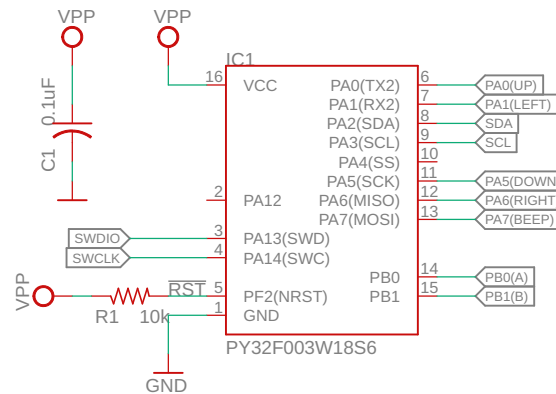 VPP
VPP
0.1uF
C1
IC1
16
VCC
2
PA12
SWDIO
3
PA13(SWD)
SWCLK
4
PA14(SWC)
VPP
R1
10k
RST
5
PF2(NRST)
1
GND
GND
PA0(TX2)
6
PA0(UP)
PA1(RX2)
7
PA1(LEFT)
PA2(SDA)
8
SDA
PA3(SCL)
9
SCL
PA4(SS)
10
PA5(SCK)
11
PA5(DOWN
PA6(MISO)
12
PA6(RIGHT
PA7(MOSI)
13
PA7(BEEP)
PB0
14
PB0(A)
PB1
15
PB1(B)
PY32F003W18S6